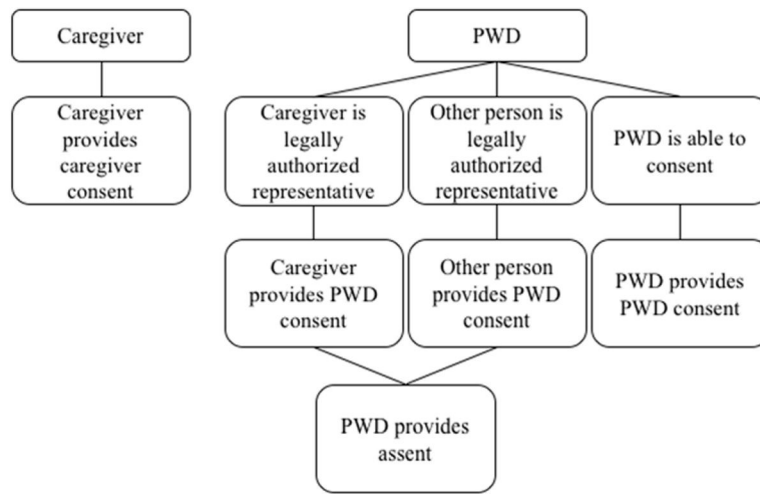 Caregiver
PWD
Caregiver
provides
caregiver
consent
Caregiver is
legally
authorized
representative
Other person is
legally
authorized
representative
PWD is able to
consent
Caregiver
provides PWD
consent
Other person
provides PWD
consent
PWD provides
PWD consent
PWD provides
assent